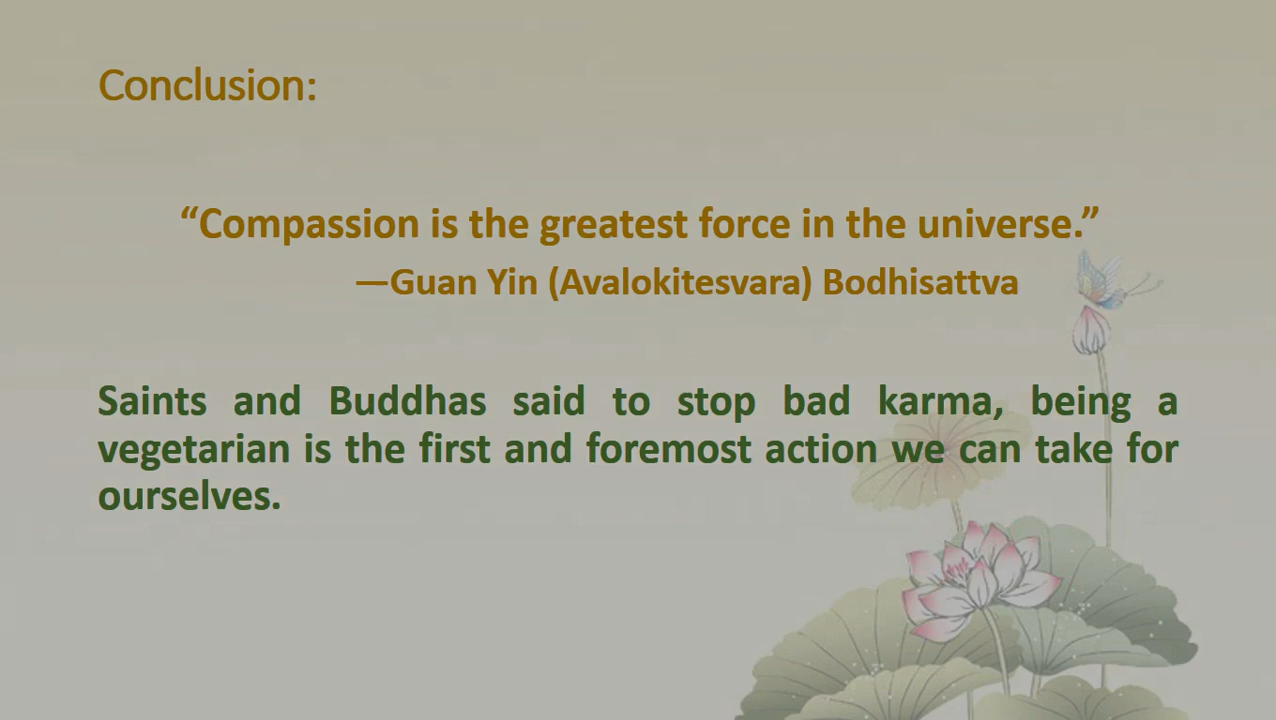 Conclusion:
“Compassion is the greatest force in the universe.”
—Guan Yin (Avalokitesvara) Bodhisattva
Saints and Buddhas said to stop bad karma, being a
vegetarian is the first and foremost action we can take for
ourselves.